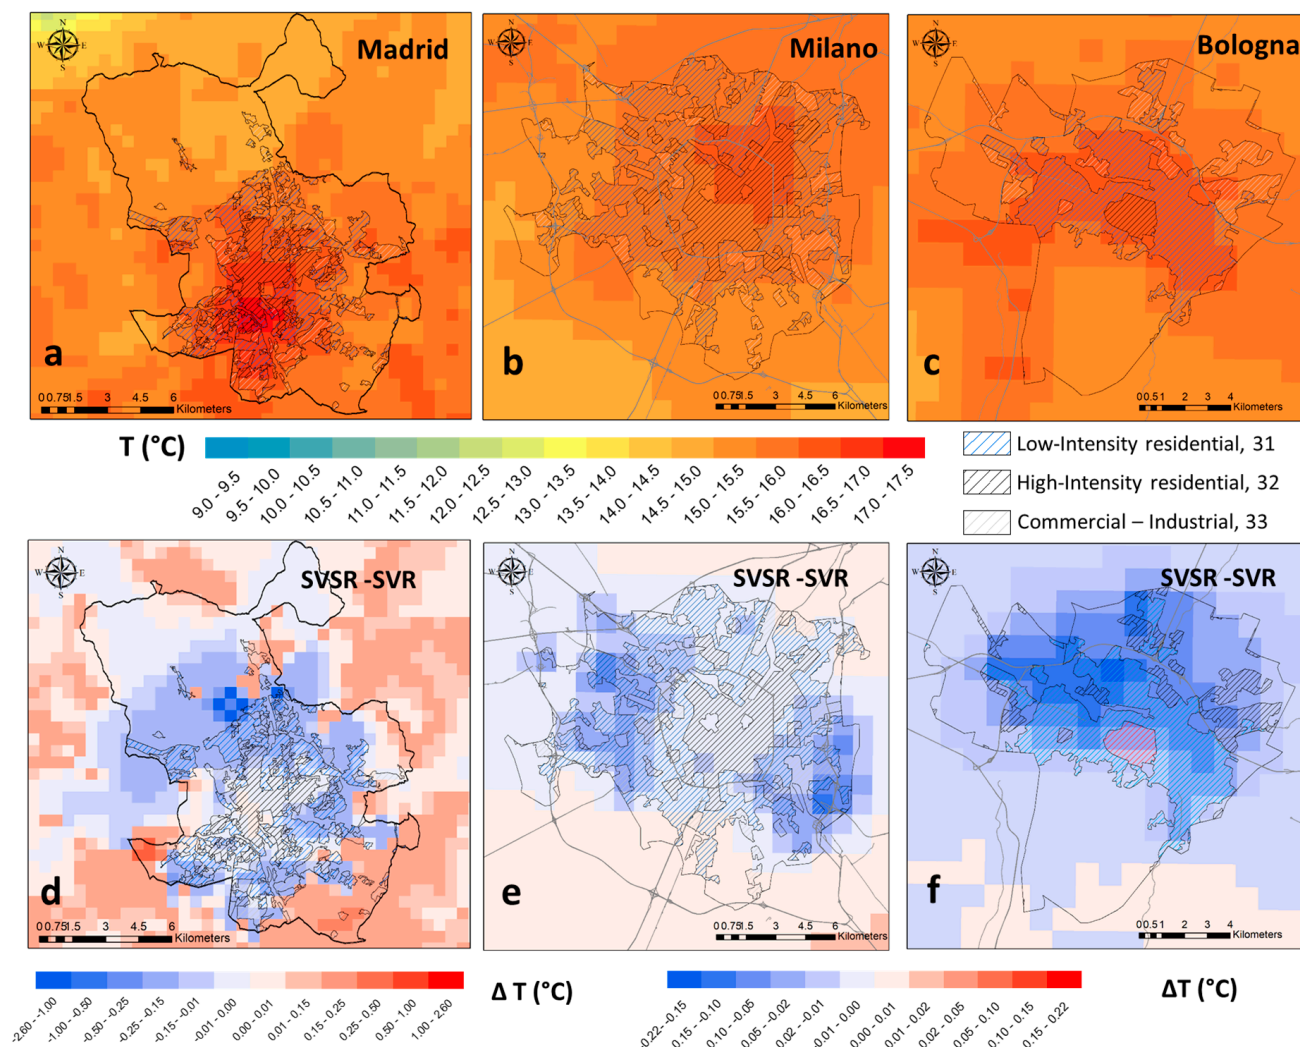 N
W E
S
Madrid
a
0 0.751.5 3 4.5 6
Kilometers
N
W E
S
Milano
b
0 0.751.5 3 4.5 6
Kilometers
N
W E
S
Bologna
c
0 0.5 1 2 3 4
Kilometers
T (°C)
9.0 - 9.5
9.5 - 10.0
10.0 - 10.5
10.5 - 11.0
11.0 - 11.5
11.5 - 12.0
12.0 - 12.5
12.5 - 13.0
13.0 - 13.5
13.5 - 14.0
14.0 - 14.5
14.5 - 15.0
15.0 - 15.5
15.5 - 16.0
16.0 - 16.5
16.5 - 17.0
17.0 - 17.5
Low-Intensity residential, 31
High-Intensity residential, 32
Commercial – Industrial, 33
N
W E
S
SVSR -SVR
d
0 0.751.5 3 4.5 6
Kilometers
N
W E
S
SVSR -SVR
e
0 0.751.5 3 4.5 6
Kilometers
N
W E
S
SVSR -SVR
f
0 0.5 1 2 3 4
Kilometers
-2.60 - -1.00
-1.00 - -0.50
-0.50 - -0.25
-0.25 - -0.15
-0.15 - -0.01
-0.01 - 0.00
0.00 - 0.01
0.01 - 0.15
0.15 - 0.25
0.25 - 0.50
0.50 - 1.00
1.00 - 2.60
Δ T (°C)
-0.22 – -0.15
0.15 - -0.10
0.10 - -0.05
0.05 - -0.02
0.02 - -0.01
-0.01 - 0.00
0.00 - 0.01
0.01 - 0.02
0.02 - 0.05
0.05 - 0.10
0.10 - 0.15
0.15 - 0.22
ΔT (°C)